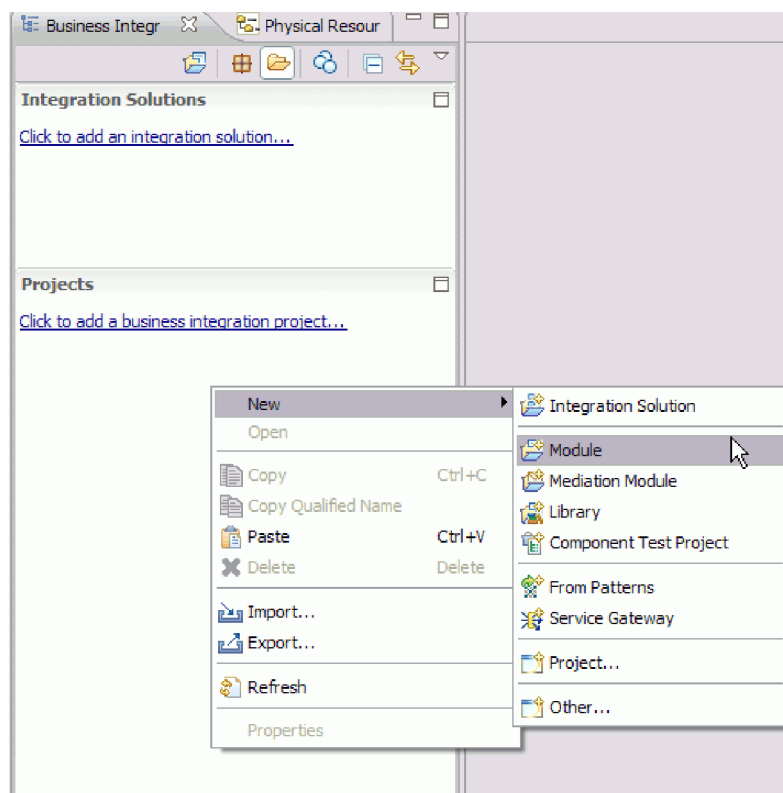 Business Integr
Physical Resour
Integration Solutions
Click to add an integration solution...
Projects
Click to add a business integration project...
New
Open
Copy Ctrl+C
Copy Qualified Name
Paste Ctrl+V
Delete Delete
Import...
Export...
Refresh
Properties
Integration Solution
Module
Mediation Module
Library
Component Test Project
From Patterns
Service Gateway
Project...
Other...